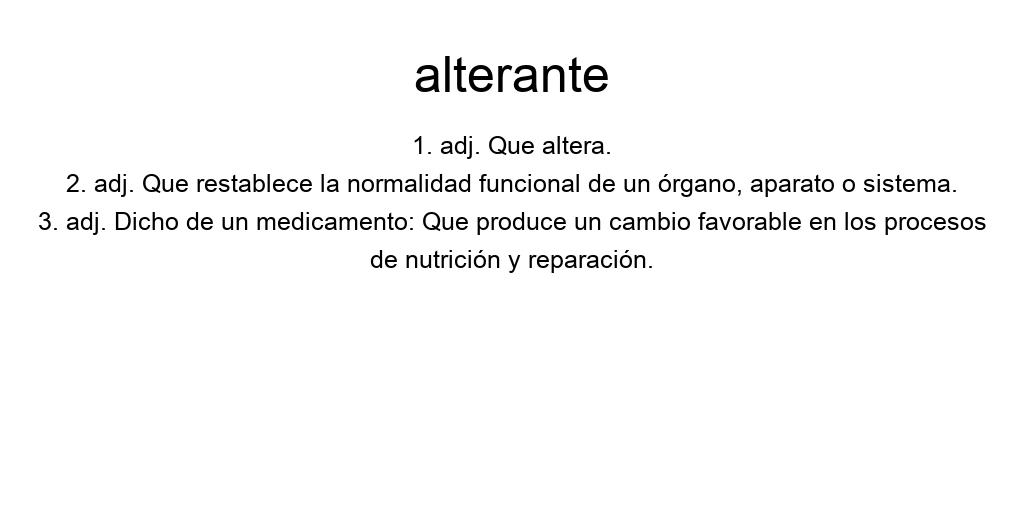 alterante
1. adj. Que altera.
2. adj. Que restablece la normalidad funcional de un órgano, aparato o sistema.
3. adj. Dicho de un medicamento: Que produce un cambio favorable en los procesos
de nutrición y reparación.